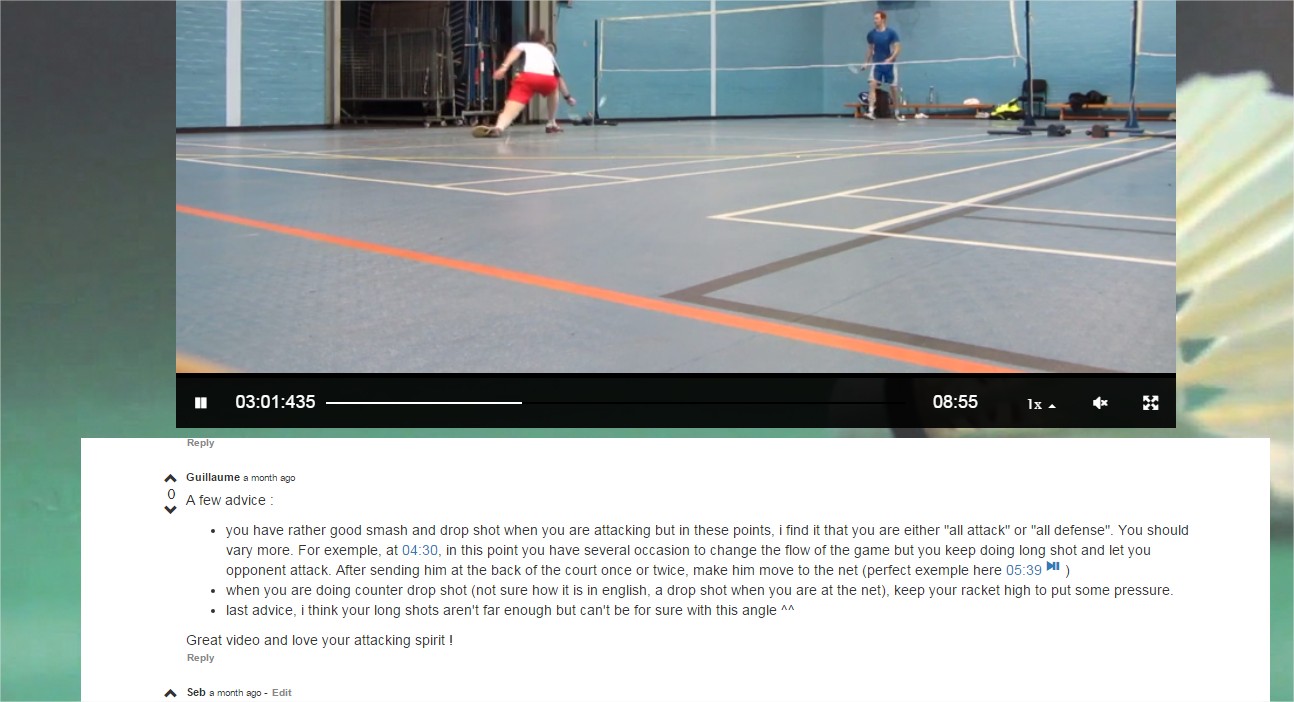 03:01:435
08:55
1x
Reply
Guillaume a month ago
0
A few advice :
you have rather good smash and drop shot when you are attacking but in these points, i find it that you are either "all attack" or "all defense". You should
vary more. For exemple, at 04:30, in this point you have several occasion to change the flow of the game but you keep doing long shot and let you
opponent attack. After sending him at the back of the court once or twice, make him move to the net (perfect exemple here 05:39 )
when you are doing counter drop shot (not sure how it is in english, a drop shot when you are at the net), keep your racket high to put some pressure.
last advice, i think your long shots aren't far enough but can't be for sure with this angle ^^
Great video and love your attacking spirit !
Reply
Seb a month ago - Edit